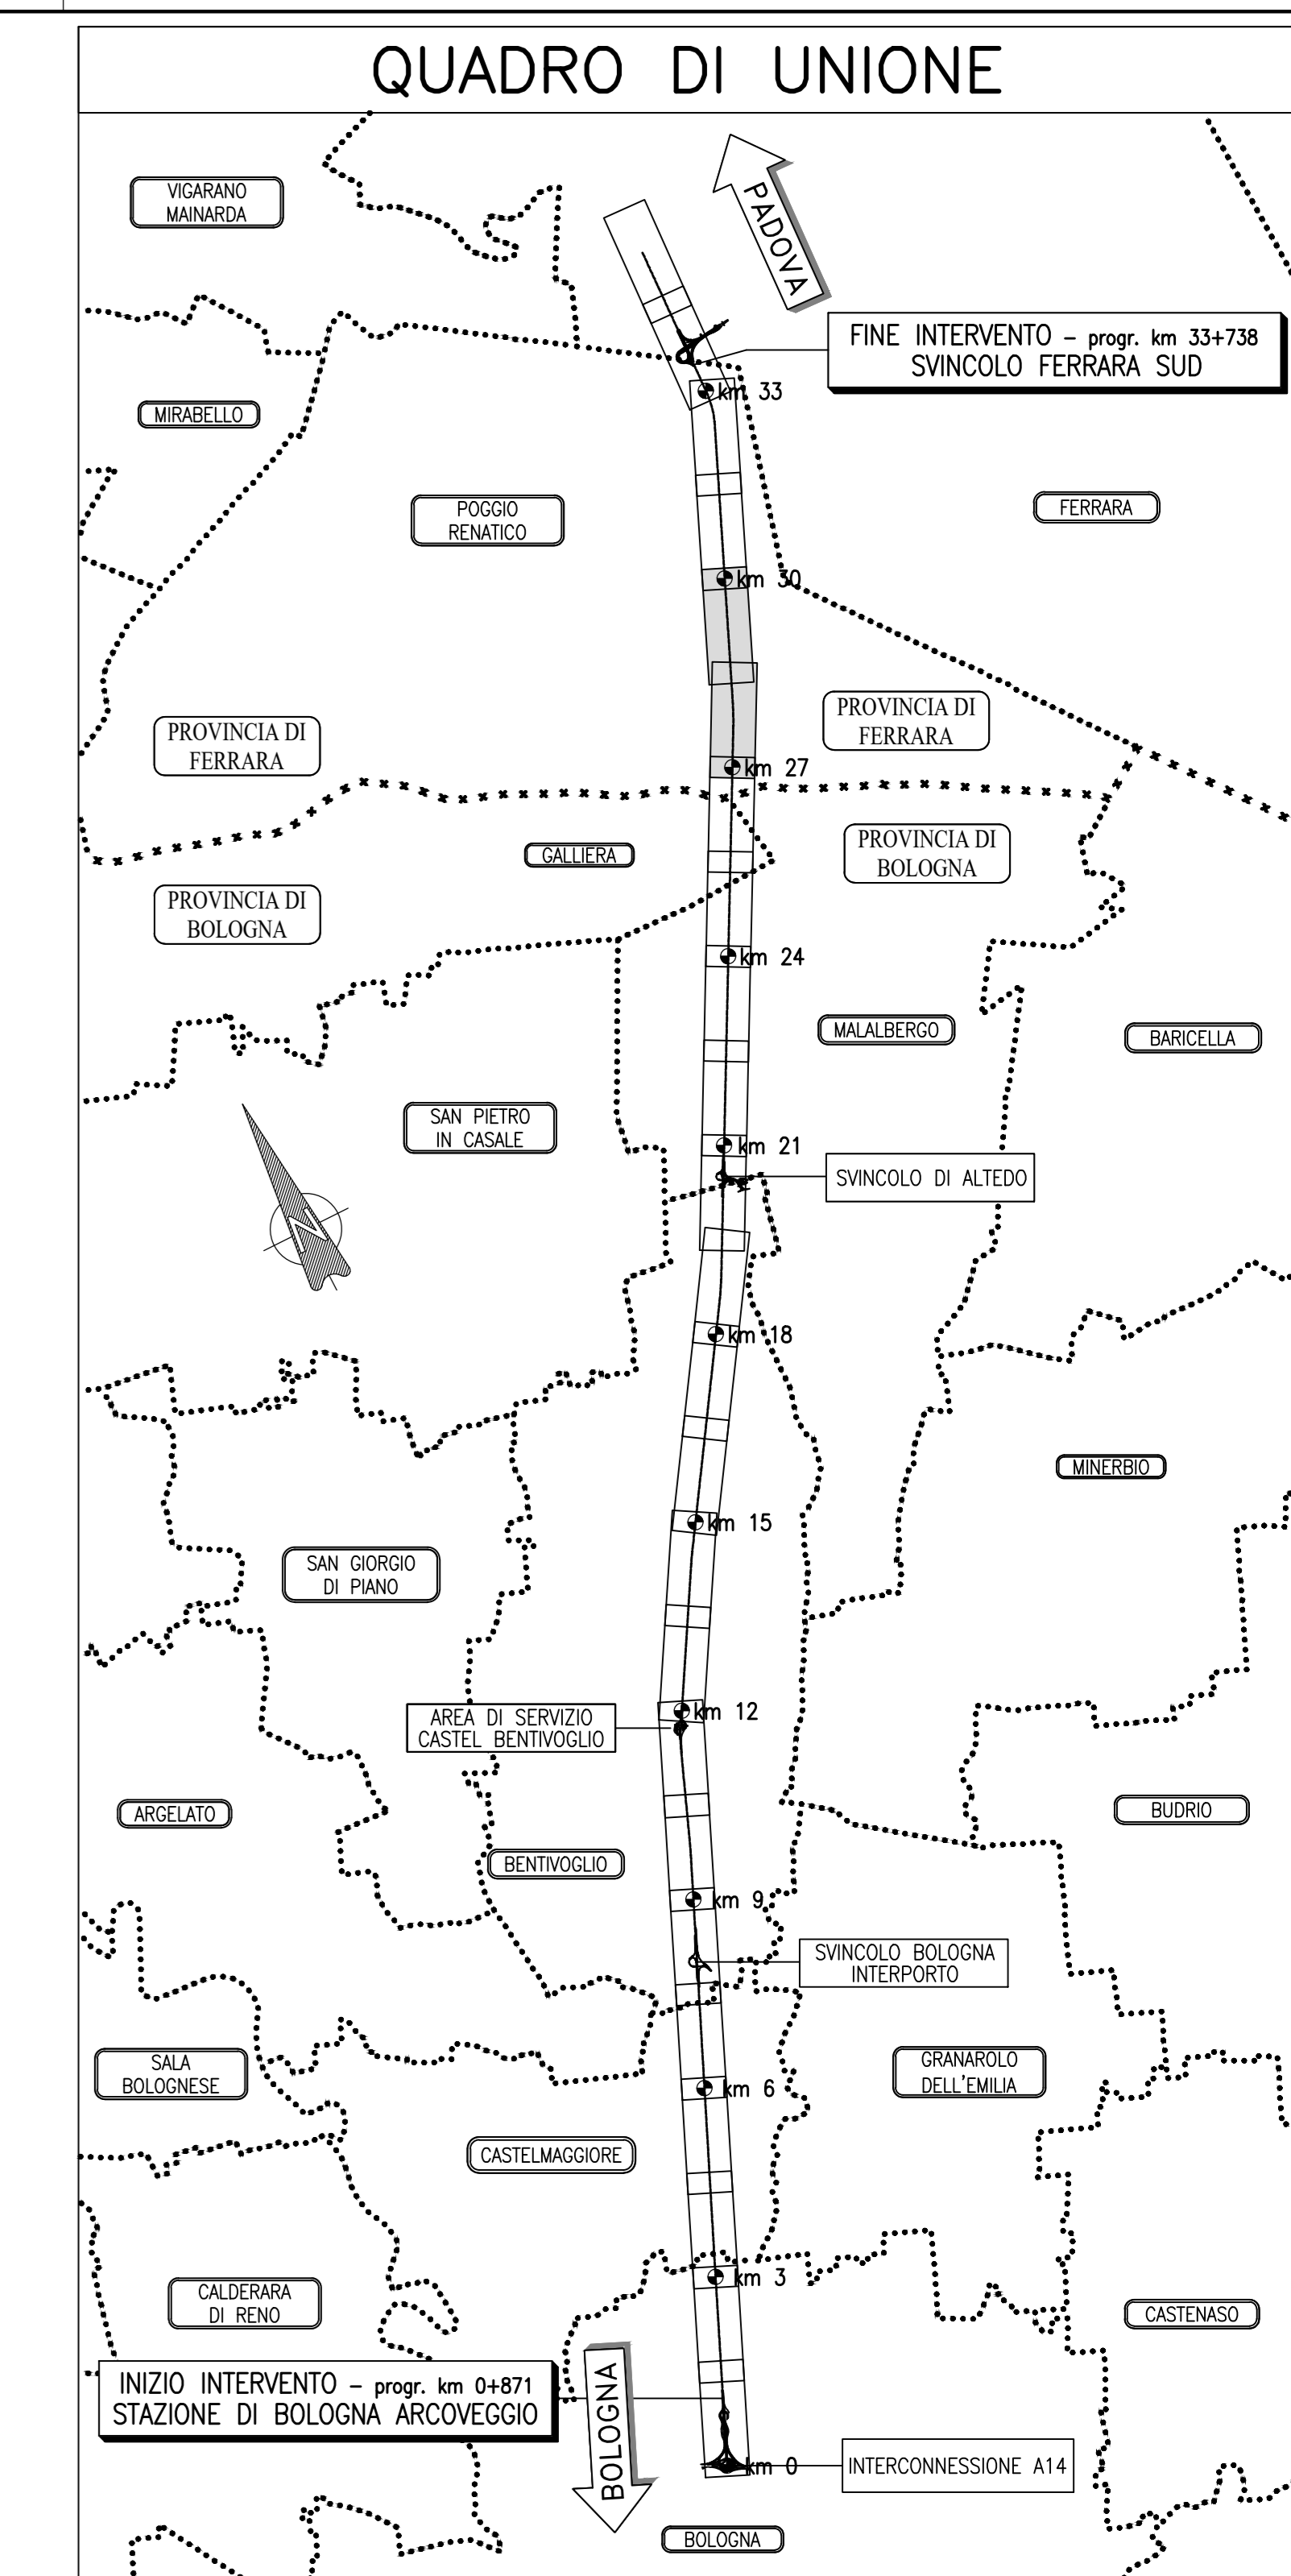 QUADRO DI UNIONE
VIGARANO
MAINARDA
PADOVA
FINE INTERVENTO – progr. km 33+738
SVINCOLO FERRARA SUD
km 33
MIRABELLO
POGGIO
RENATICO
FERRARA
km 30
PROVINCIA DI
FERRARA
PROVINCIA DI
FERRARA
km 27
GALLIERA
PROVINCIA DI
BOLOGNA
PROVINCIA DI
BOLOGNA
km 24
MALALBERGO
BARICELLA
SAN PIETRO
IN CASALE
km 21
SVINCOLO DI ALTEDO
N
km 18
MINERBIO
km 15
SAN GIORGIO
DI PIANO
AREA DI SERVIZIO
CASTEL BENTIVOGLIO
km 12
ARGELATO
BUDRIO
BENTIVOGLIO
km 9
SVINCOLO BOLOGNA
INTERPORTO
SALA
BOLOGNESE
GRANAROLO
DELL'EMILIA
km 6
CASTELMAGGIORE
km 3
CALDERARA
DI RENO
CASTENASO
INIZIO INTERVENTO – progr. km 0+871
STAZIONE DI BOLOGNA ARCOVEGGIO
BOLOGNA
km 0
INTERCONNESSIONE A14
BOLOGNA